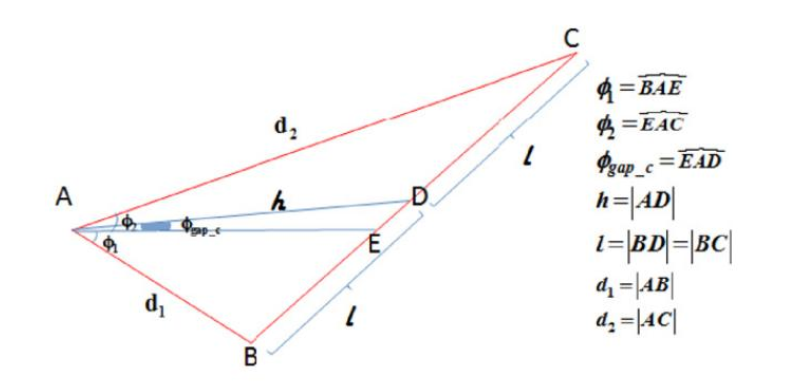 C
d₂
A
h
D
ϕ₂
ϕgap_c
ϕ₁
E
d₁
B
l
l
ϕ₁ = BAE
ϕ₂ = EAC
ϕgap_c = EAD
h = |AD|
l = |BD| = |BC|
d₁ = |AB|
d₂ = |AC|